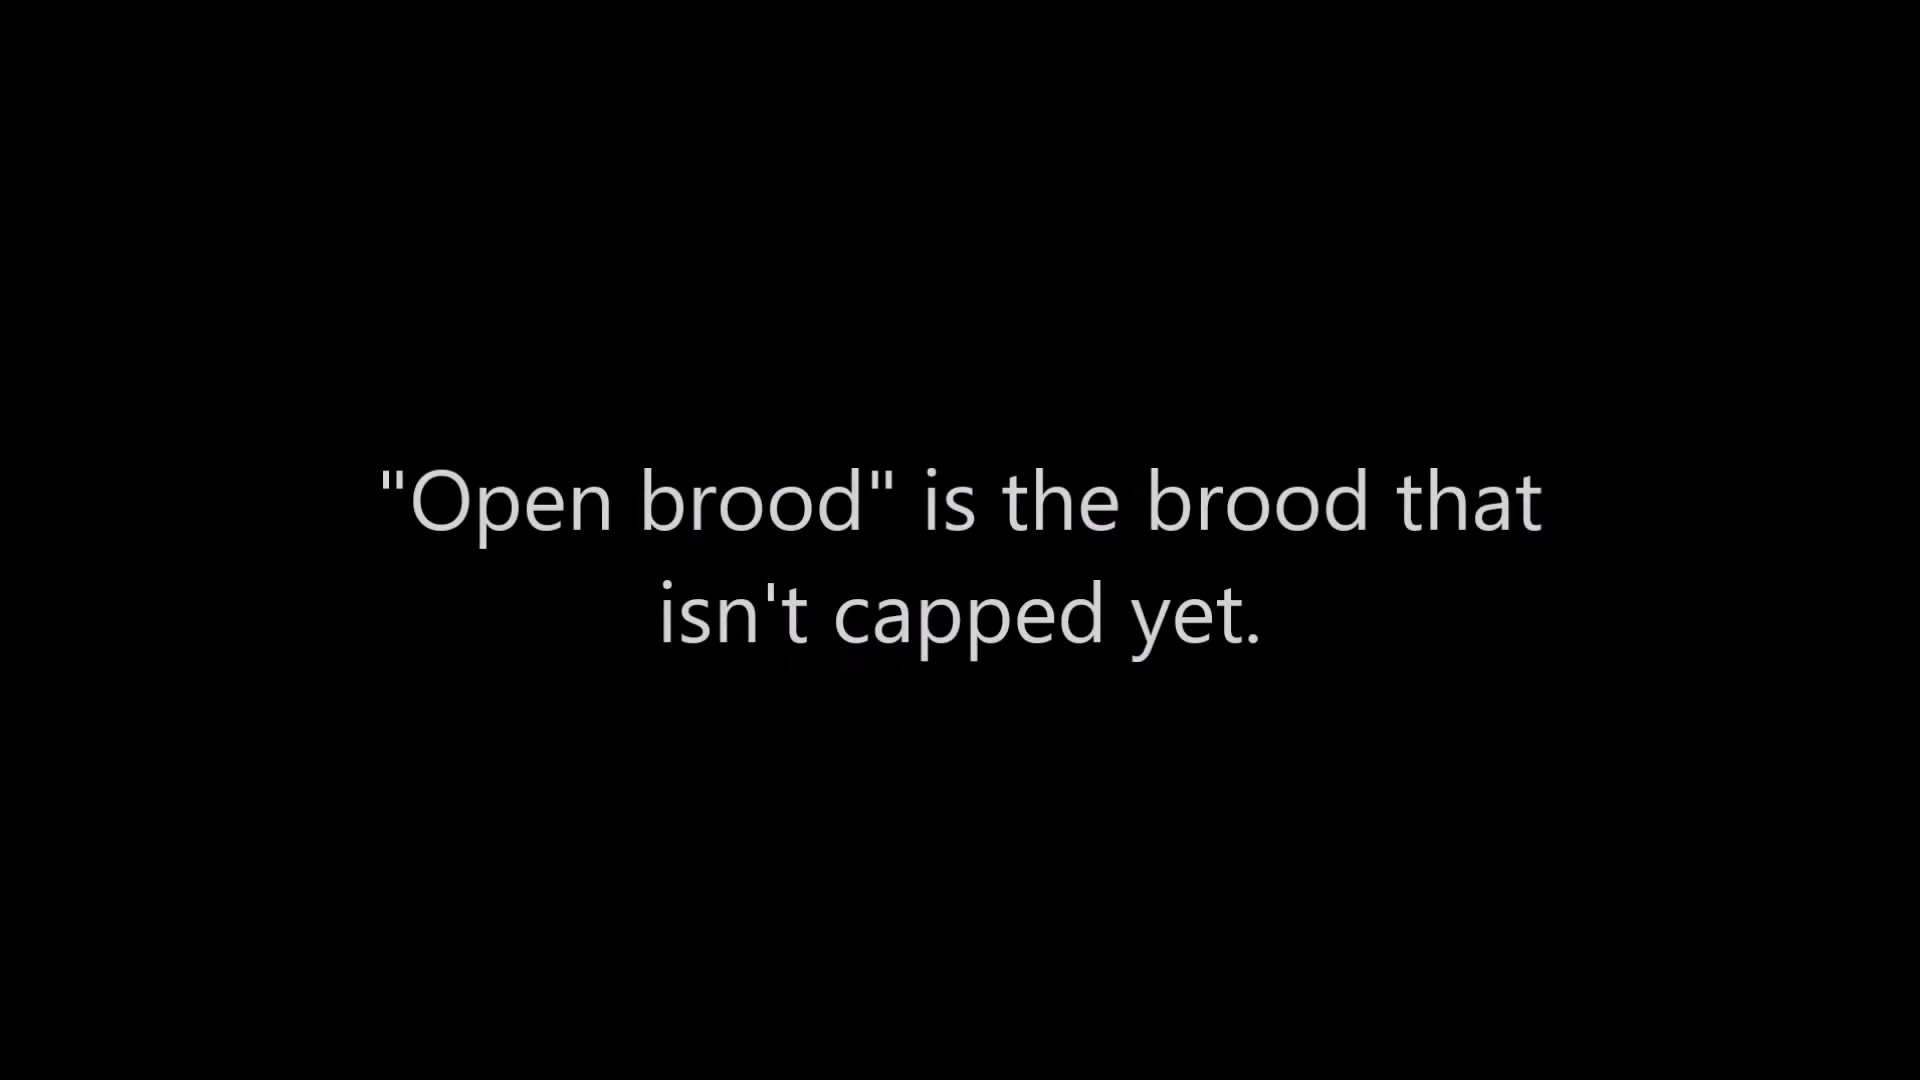 "Open brood" is the brood that
isn't capped yet.